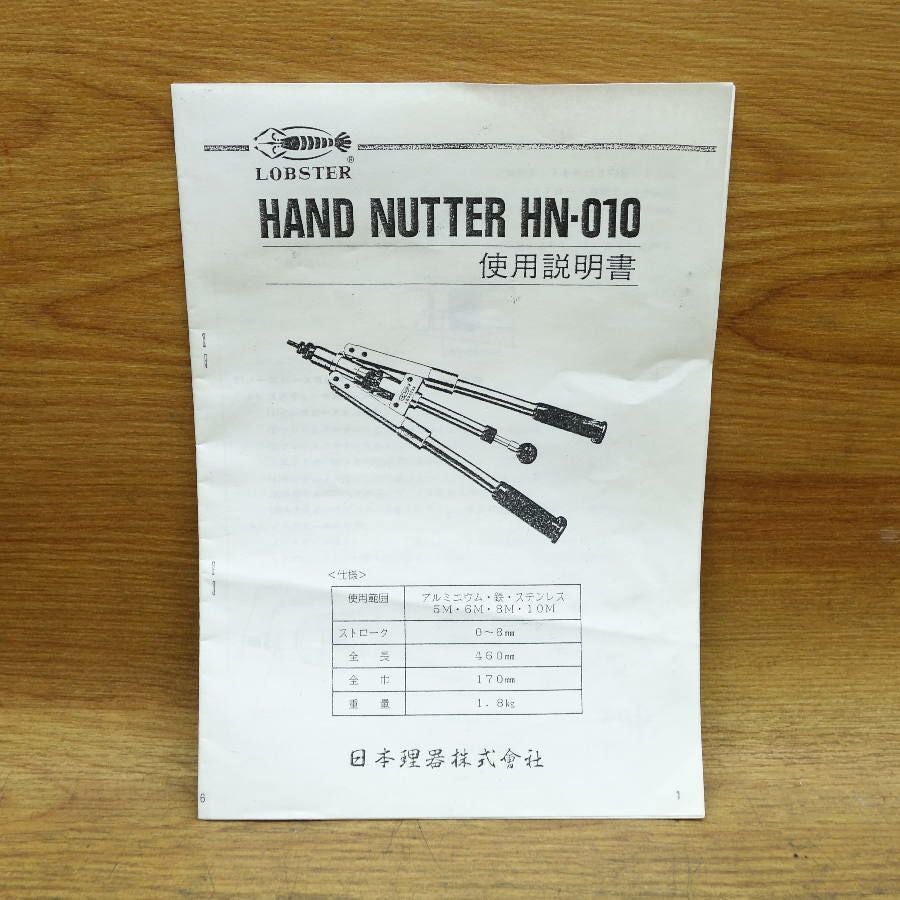 LOBSTER®
HAND NUTTER HN-010
使用説明書
<仕様>
使用範囲 アルミニウム・鉄・ステンレス
5M・6M・8M・10M
ストローク 0～8㎜
全長 460㎜
全巾 170㎜
重量 1.8㎏
日本理器株式會社
6 1